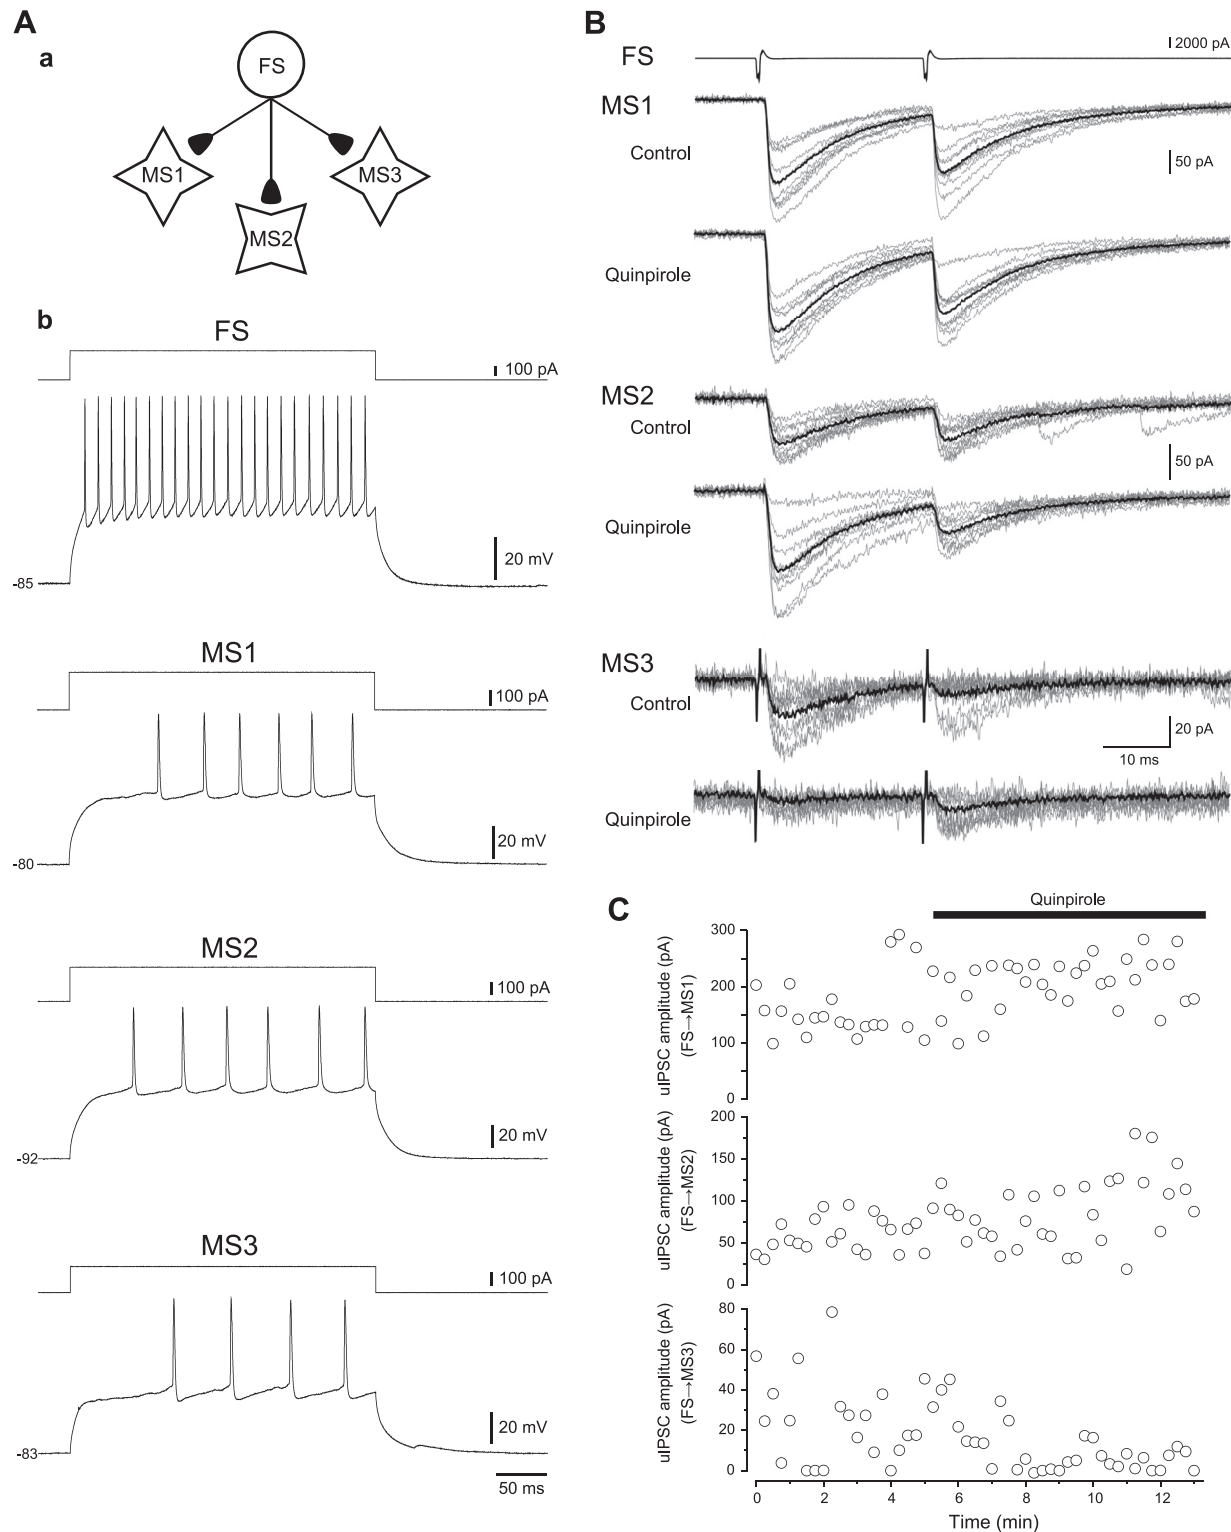 A
a
FS
MS1
MS3
MS2
b
FS
100 pA
20 mV
-85
MS1
100 pA
20 mV
-80
MS2
100 pA
20 mV
-92
MS3
100 pA
20 mV
-83
50 ms
B
FS
2000 pA
MS1
Control
50 pA
Quinpirole
MS2
Control
50 pA
Quinpirole
MS3
Control
20 pA
10 ms
Quinpirole
C
Quinpirole
uIPSC amplitude (pA)
(FS→MS1)
300
200
100
0
uIPSC amplitude (pA)
(FS→MS2)
200
150
100
50
0
uIPSC amplitude (pA)
(FS→MS3)
80
60
40
20
0
0 2 4 6 8 10 12
Time (min)